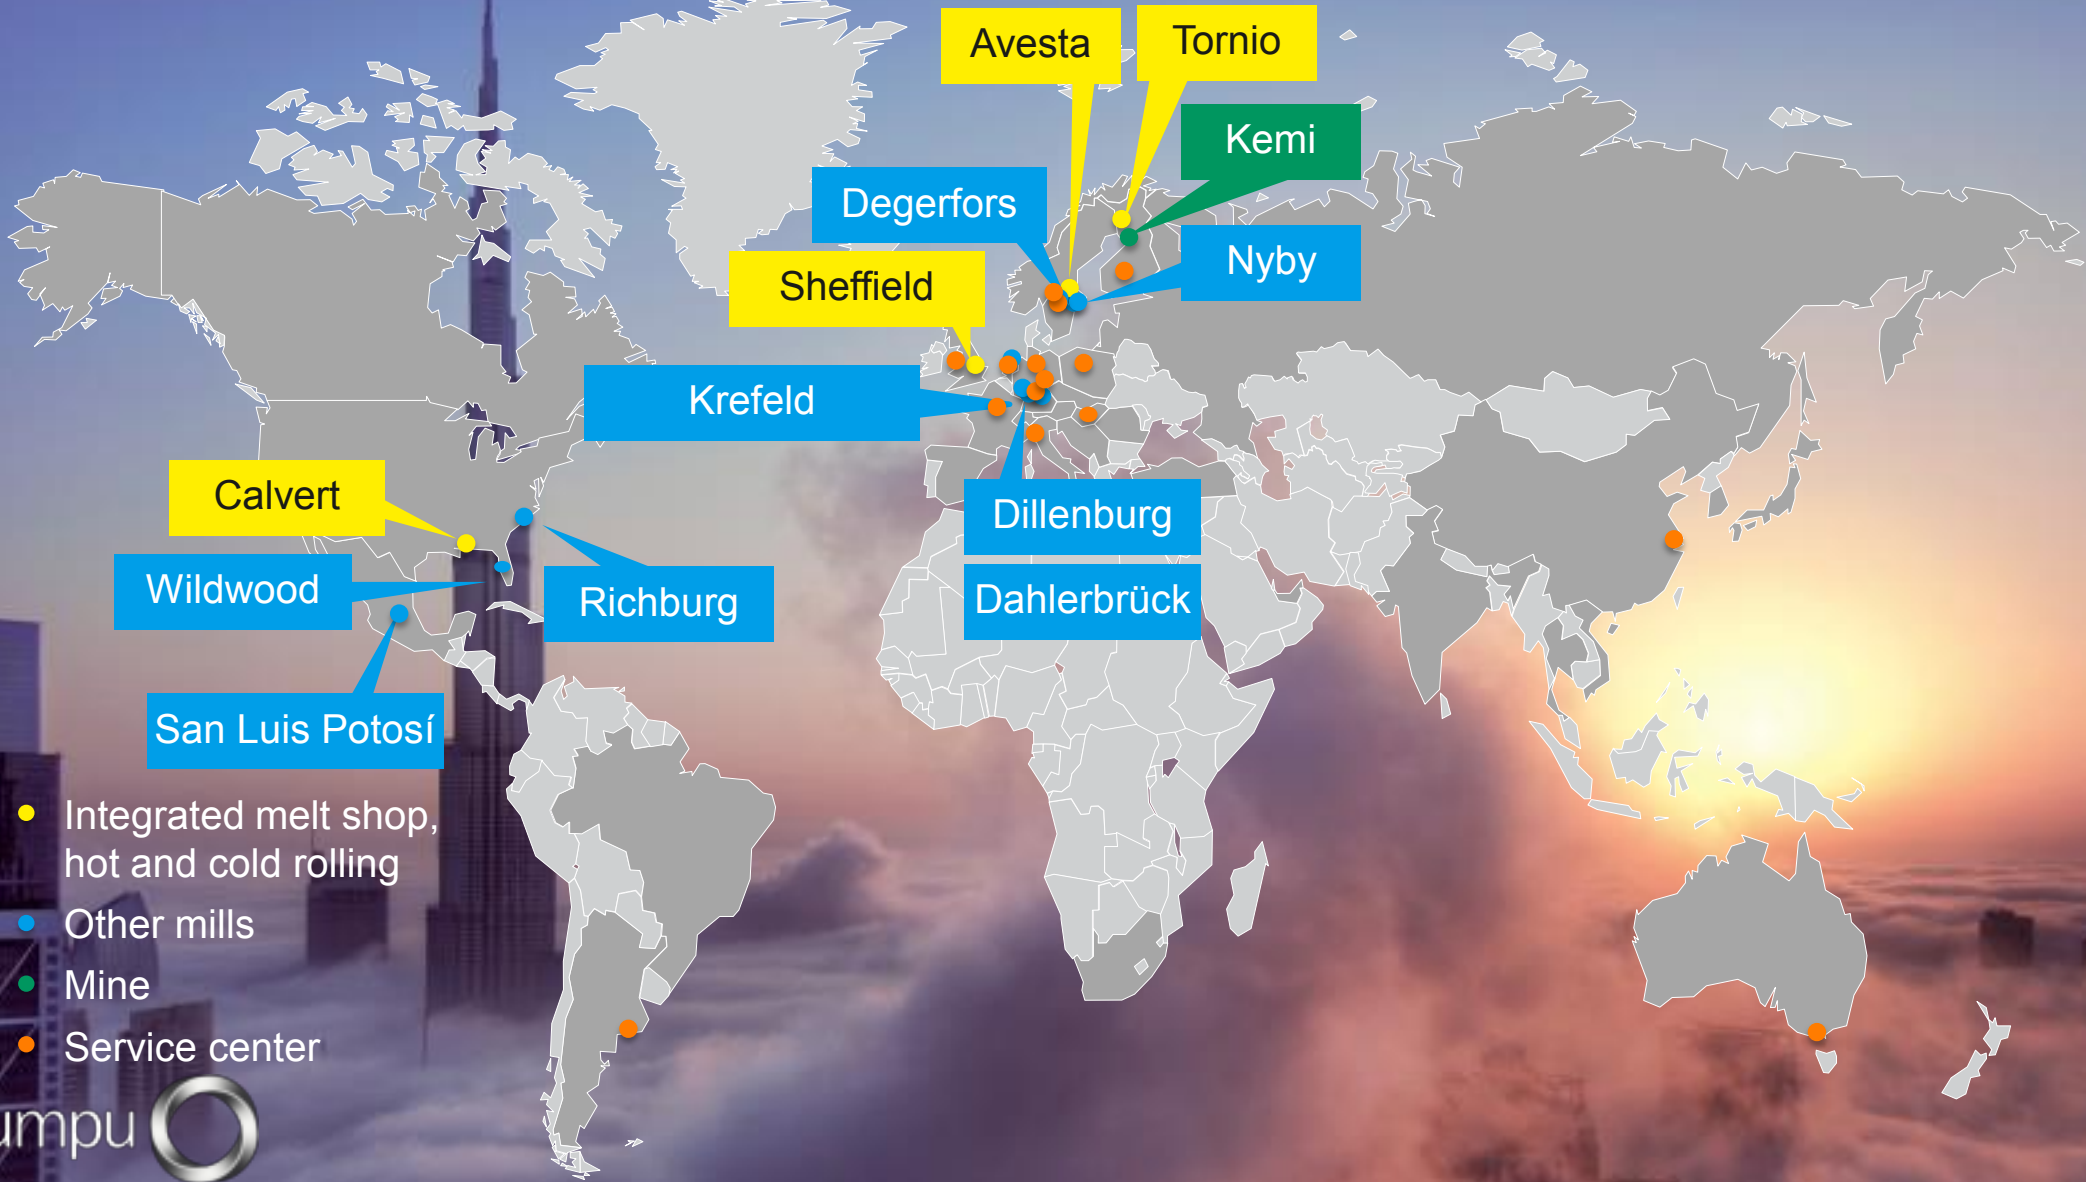 Avesta
Tornio
Kemi
Degerfors
Nyby
Sheffield
Krefeld
Calvert
Dillenburg
Wildwood
Richburg
Dahlerbrück
San Luis Potosí
Integrated melt shop,
hot and cold rolling
Other mills
Mine
Service center
umpu